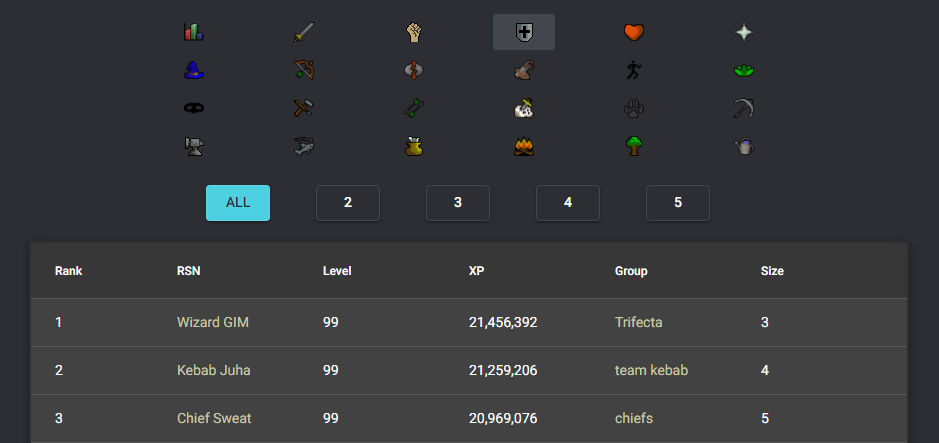 ALL 2 3 4 5
Rank RSN Level XP Group Size
1 Wizard GIM 99 21,456,392 Trifecta 3
2 Kebab Juha 99 21,259,206 team kebab 4
3 Chief Sweat 99 20,969,076 chiefs 5